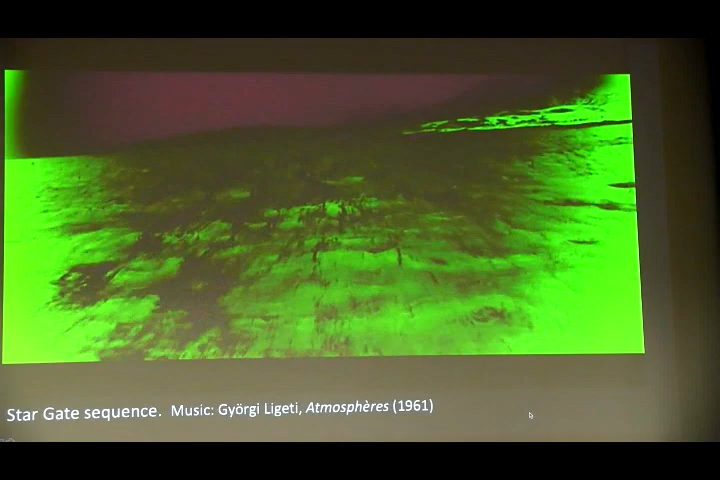 Star Gate sequence. Music: Györgi Ligeti, Atmosphères (1961)